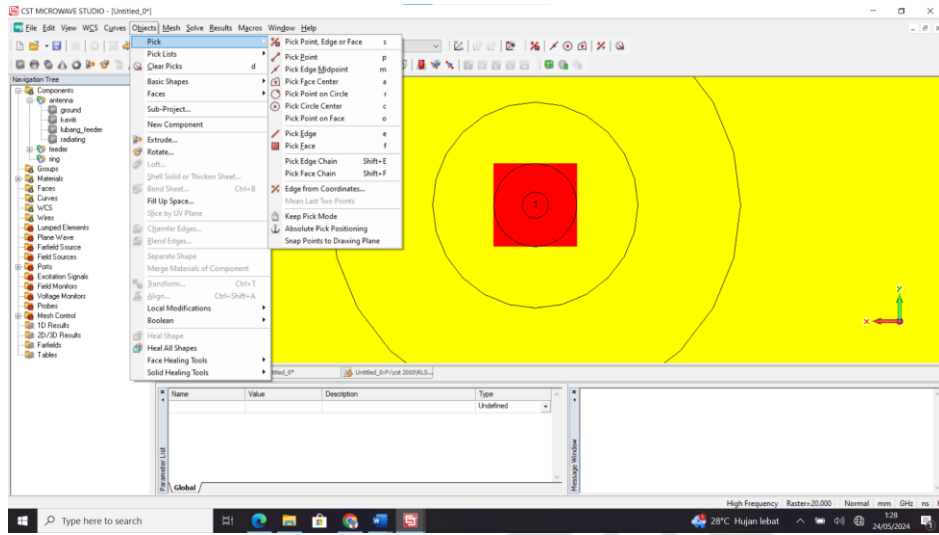 CST MICROWAVE STUDIO - [Untitled_0*]
File Edit View WCS Curves Objects Mesh Solve Results Macros Window Help
Navigation Tree
Components
antenna
ground
kaviti
lubang_feeder
radiating
feeder
ring
Groups
Materials
Faces
Curves
WCS
Wires
Lumped Elements
Plane Wave
Farfield Source
Field Sources
Ports
Excitation Signals
Field Monitors
Voltage Monitors
Probes
Mesh Control
1D Results
2D/3D Results
Farfields
Tables
Pick
Pick Lists
Clear Picks d
Basic Shapes
Faces
Sub-Project...
New Component
Extrude...
Rotate...
Loft...
Shell Solid or Thicken Sheet...
Bend Sheet... Ctrl+B
Fill Up Space...
Slice by UV Plane
Chamfer Edges...
Blend Edges...
Separate Shape
Merge Materials of Component
Transform... Ctrl+T
Align... Ctrl+Shift+A
Local Modifications
Boolean
Heal Shape
Heal All Shapes
Face Healing Tools
Solid Healing Tools
Pick Point, Edge or Face s
Pick Point p
Pick Edge Midpoint m
Pick Face Center a
Pick Point on Circle r
Pick Circle Center c
Pick Point on Face o
Pick Edge e
Pick Face f
Pick Edge Chain Shift+E
Pick Face Chain Shift+F
Edge from Coordinates...
Mean Last Two Points
Keep Pick Mode
Absolute Pick Positioning
Snap Points to Drawing Plane
1
y
x
titled_0*
Untitled_0:F:\cst 2010\RLS...
Name Value Description Type
Undefined
Parameter List
Global
Message Window
High Frequency Raster=20.000 Normal mm GHz ns
Type here to search
28°C Hujan lebat
1:28
24/05/2024